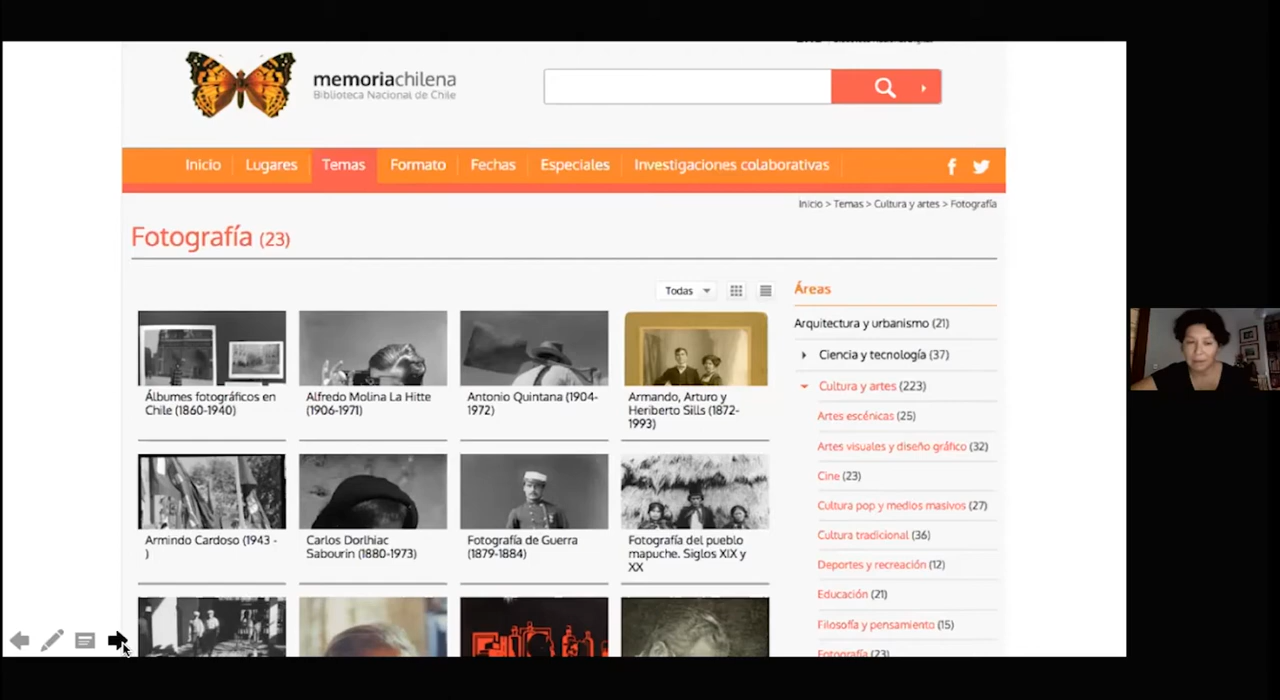 memoriachilena
Biblioteca Nacional de Chile
Inicio
Lugares
Temas
Formato
Fechas
Especiales
Investigaciones colaborativas
Inicio > Temas > Cultura y artes > Fotografía
Fotografía (23)
Todas
Álbumes fotográficos en
Chile (1860-1940)
Alfredo Molina La Hitte
(1906-1971)
Antonio Quintana (1904-
1972)
Armando, Arturo y
Heriberto Sills (1872-
1993)
Armindo Cardoso (1943 -
)
Carlos Dorlhiac
Sabourin (1880-1973)
Fotografía de Guerra
(1879-1884)
Fotografía del pueblo
mapuche. Siglos XIX y
XX
Áreas
Arquitectura y urbanismo (21)
Ciencia y tecnología (37)
Cultura y artes (223)
Artes escénicas (25)
Artes visuales y diseño gráfico (32)
Cine (23)
Cultura pop y medios masivos (27)
Cultura tradicional (36)
Deportes y recreación (12)
Educación (21)
Filosofía y pensamiento (15)
Fotografía (23)